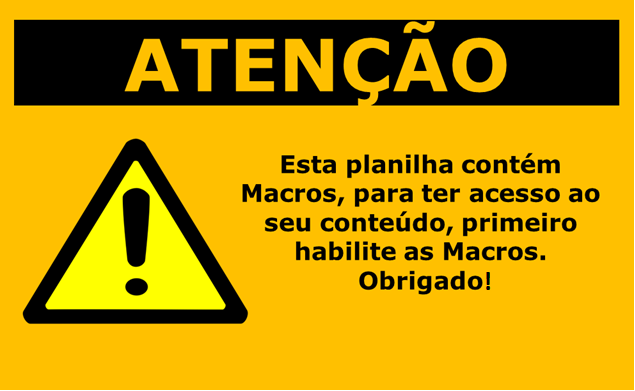 ATENÇÃO
Esta planilha contém
Macros, para ter acesso ao
seu conteúdo, primeiro
habilite as Macros.
Obrigado!